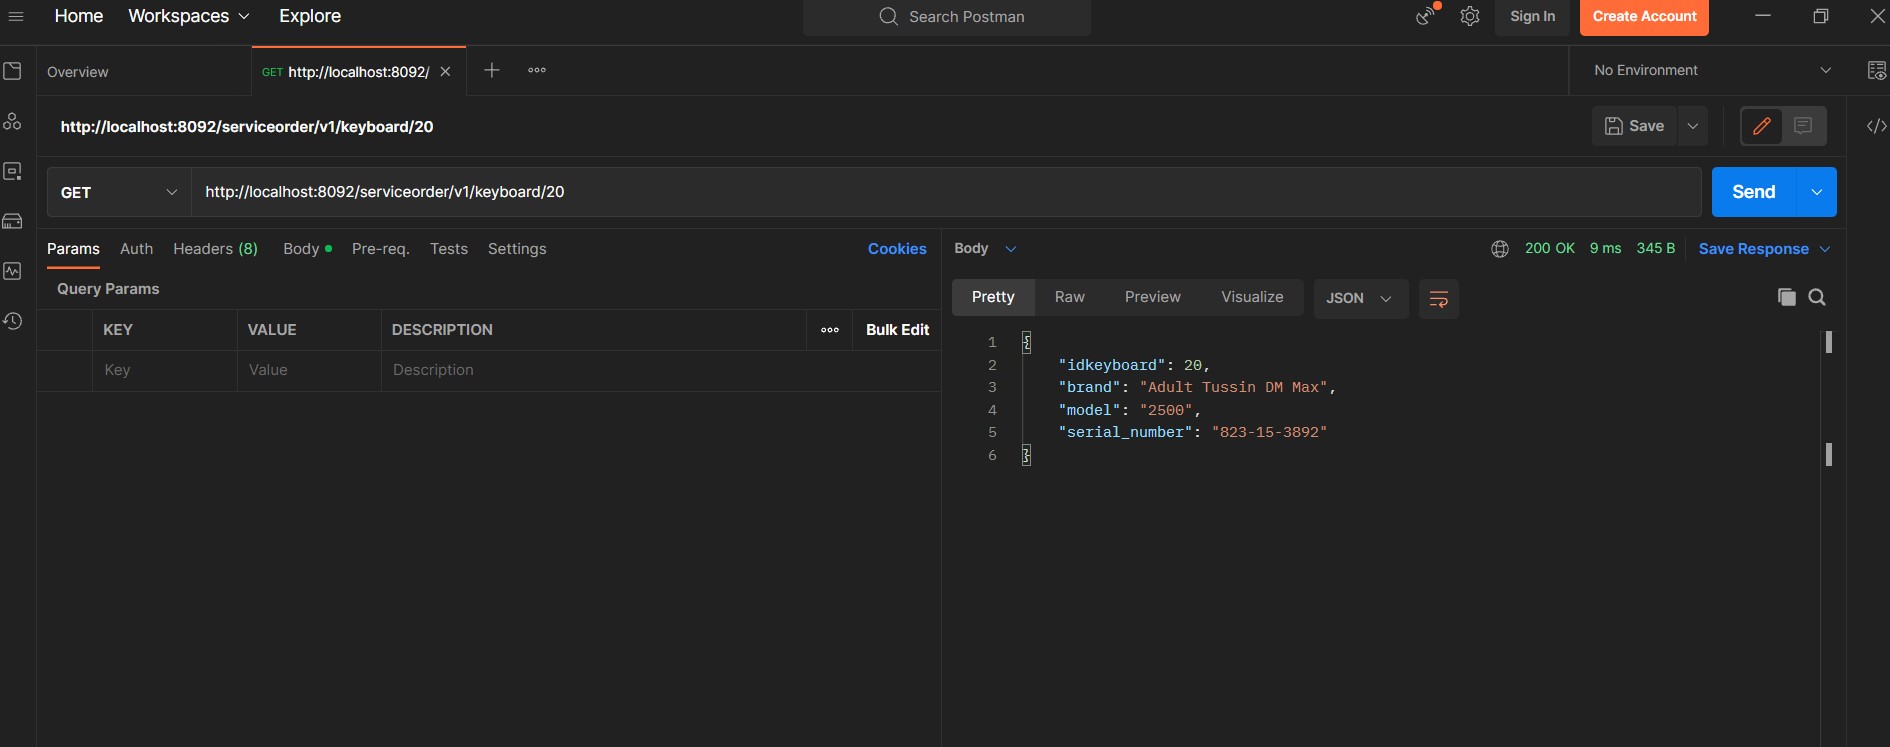 Home Workspaces Explore Search Postman Sign In Create Account
Overview GET http://localhost:8092/ No Environment
http://localhost:8092/serviceorder/v1/keyboard/20 Save
GET http://localhost:8092/serviceorder/v1/keyboard/20 Send
Params Auth Headers (8) Body Pre-req. Tests Settings Cookies
Query Params
KEY VALUE DESCRIPTION Bulk Edit
Key Value Description
Body 200 OK 9 ms 345 B Save Response
Pretty Raw Preview Visualize JSON
1 {
2 "idkeyboard": 20,
3 "brand": "Adult Tussin DM Max",
4 "model": "2500",
5 "serial_number": "823-15-3892"
6 }